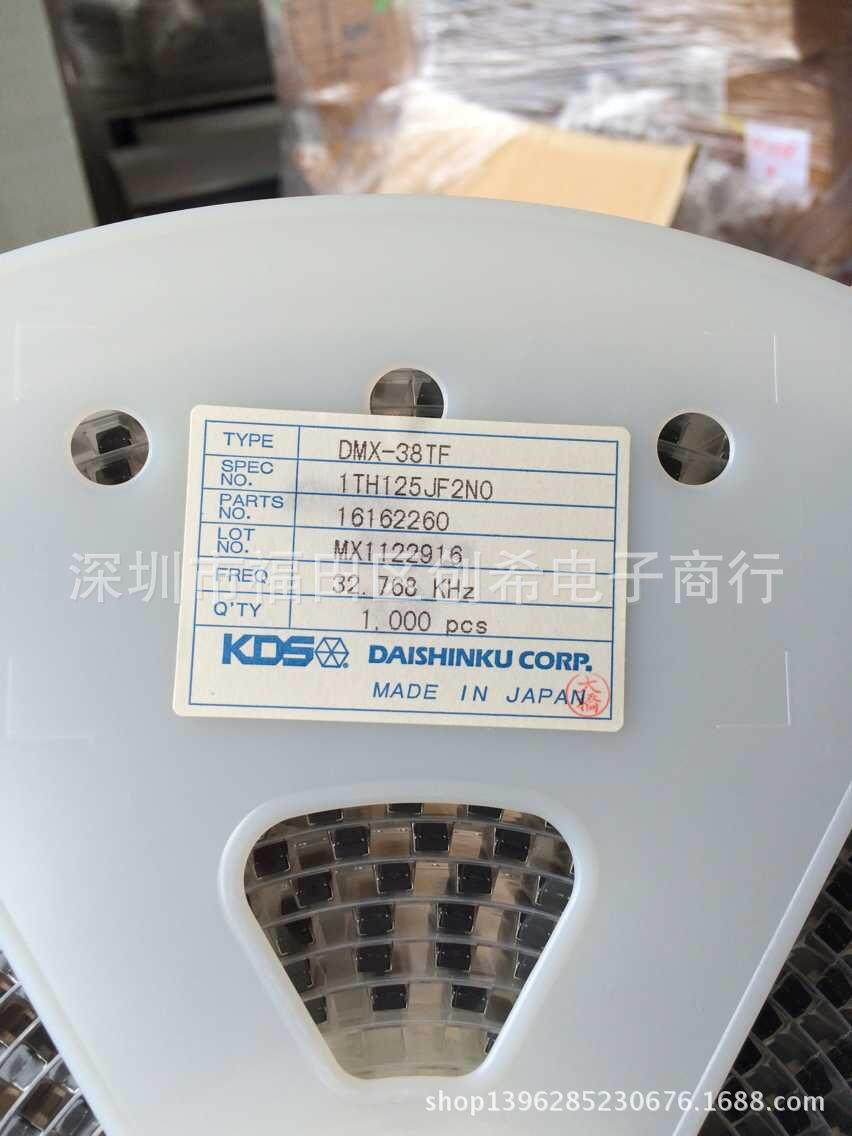 TYPE DMX-38TF
SPEC NO. 1TH125JF2N0
PARTS NO. 16162260
LOT NO. MX1122916
深圳市福田区创希电子商行
FREQ 32.768 KHz
Q'TY 1.000 pcs
KDS DAISHINKU CORP.
MADE IN JAPAN
shop1396285230676.1688.com